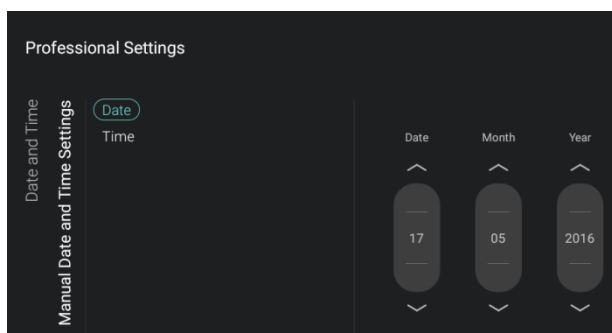 Professional Settings
Date and Time
Manual Date and Time Settings
Date
Time
Date Month Year
17 05 2016